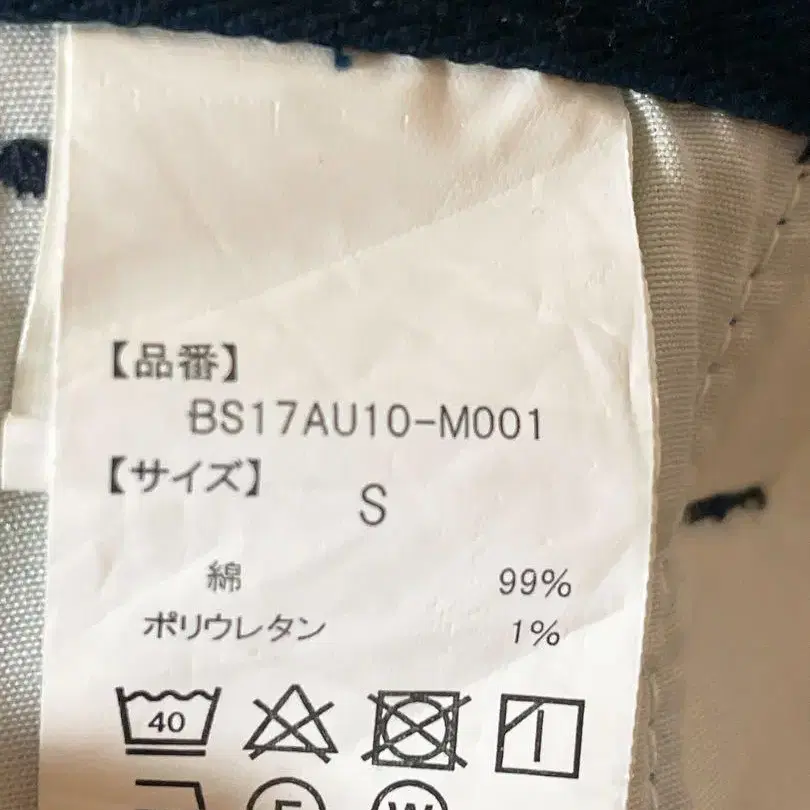 【品番】
BS17AU10-M001
【サイズ】
S
綿 99%
ポリウレタン 1%
40
F
W